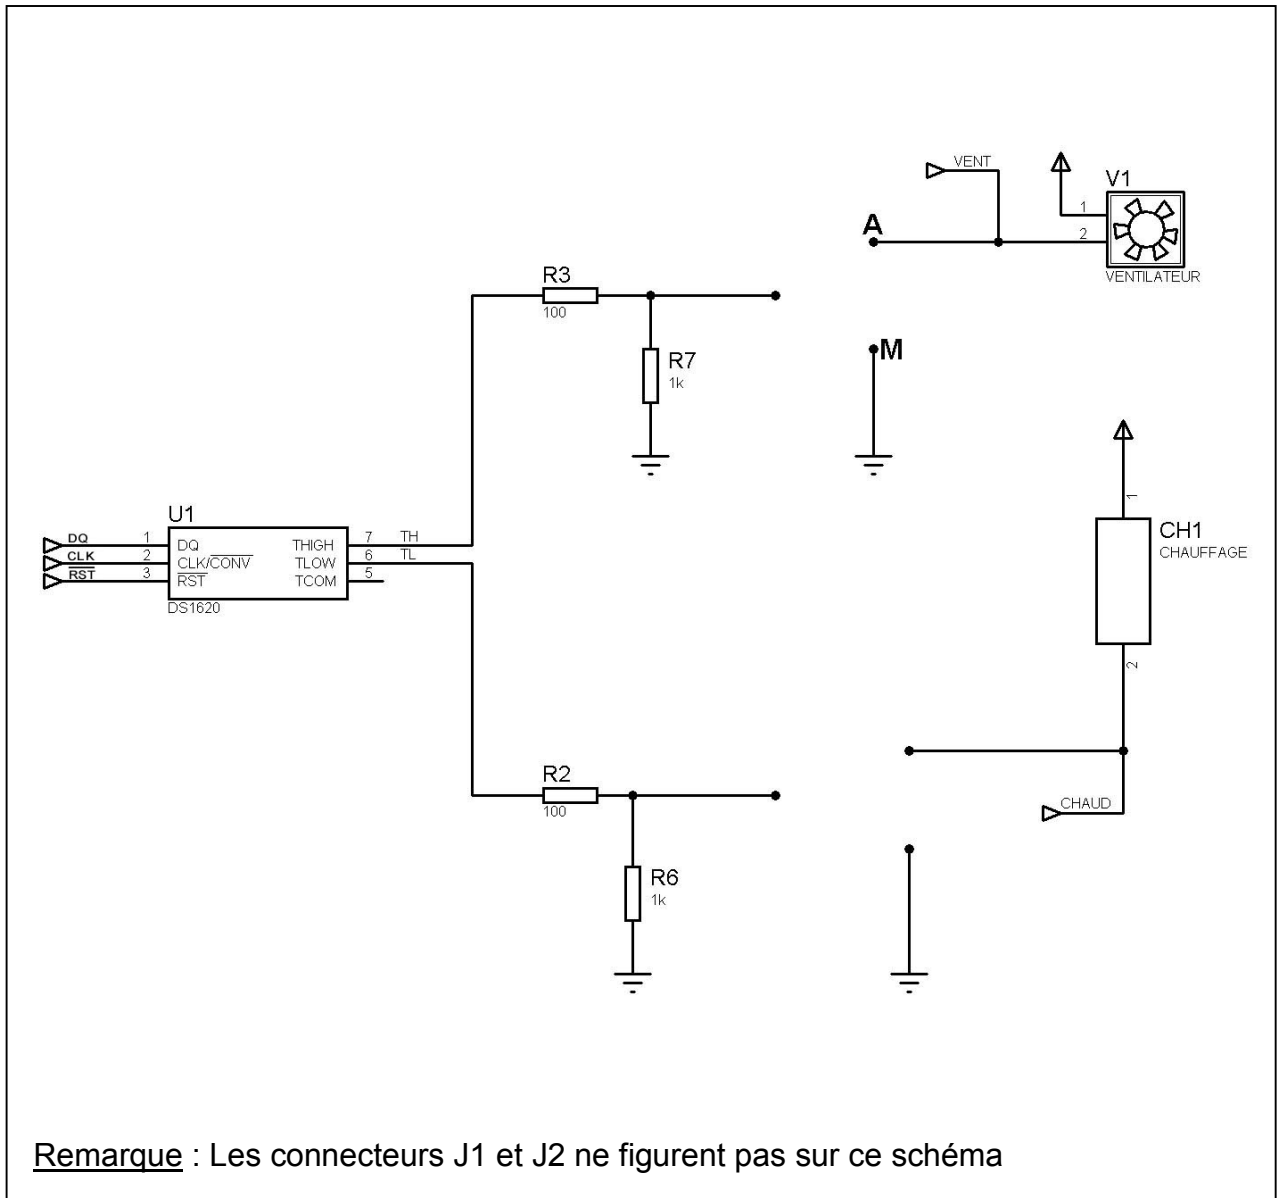 VENT
V1
1
2
VENTILATEUR
A
R3
100
M
R7
1k
U1
DQ 1 DQ THIGH 7 TH
CLK 2 CLK/CONV TLOW 6 TL
RST 3 RST TCOM 5
DS1620
1
CH1
CHAUFFAGE
2
R2
100
CHAUD
R6
1k
Remarque : Les connecteurs J1 et J2 ne figurent pas sur ce schéma